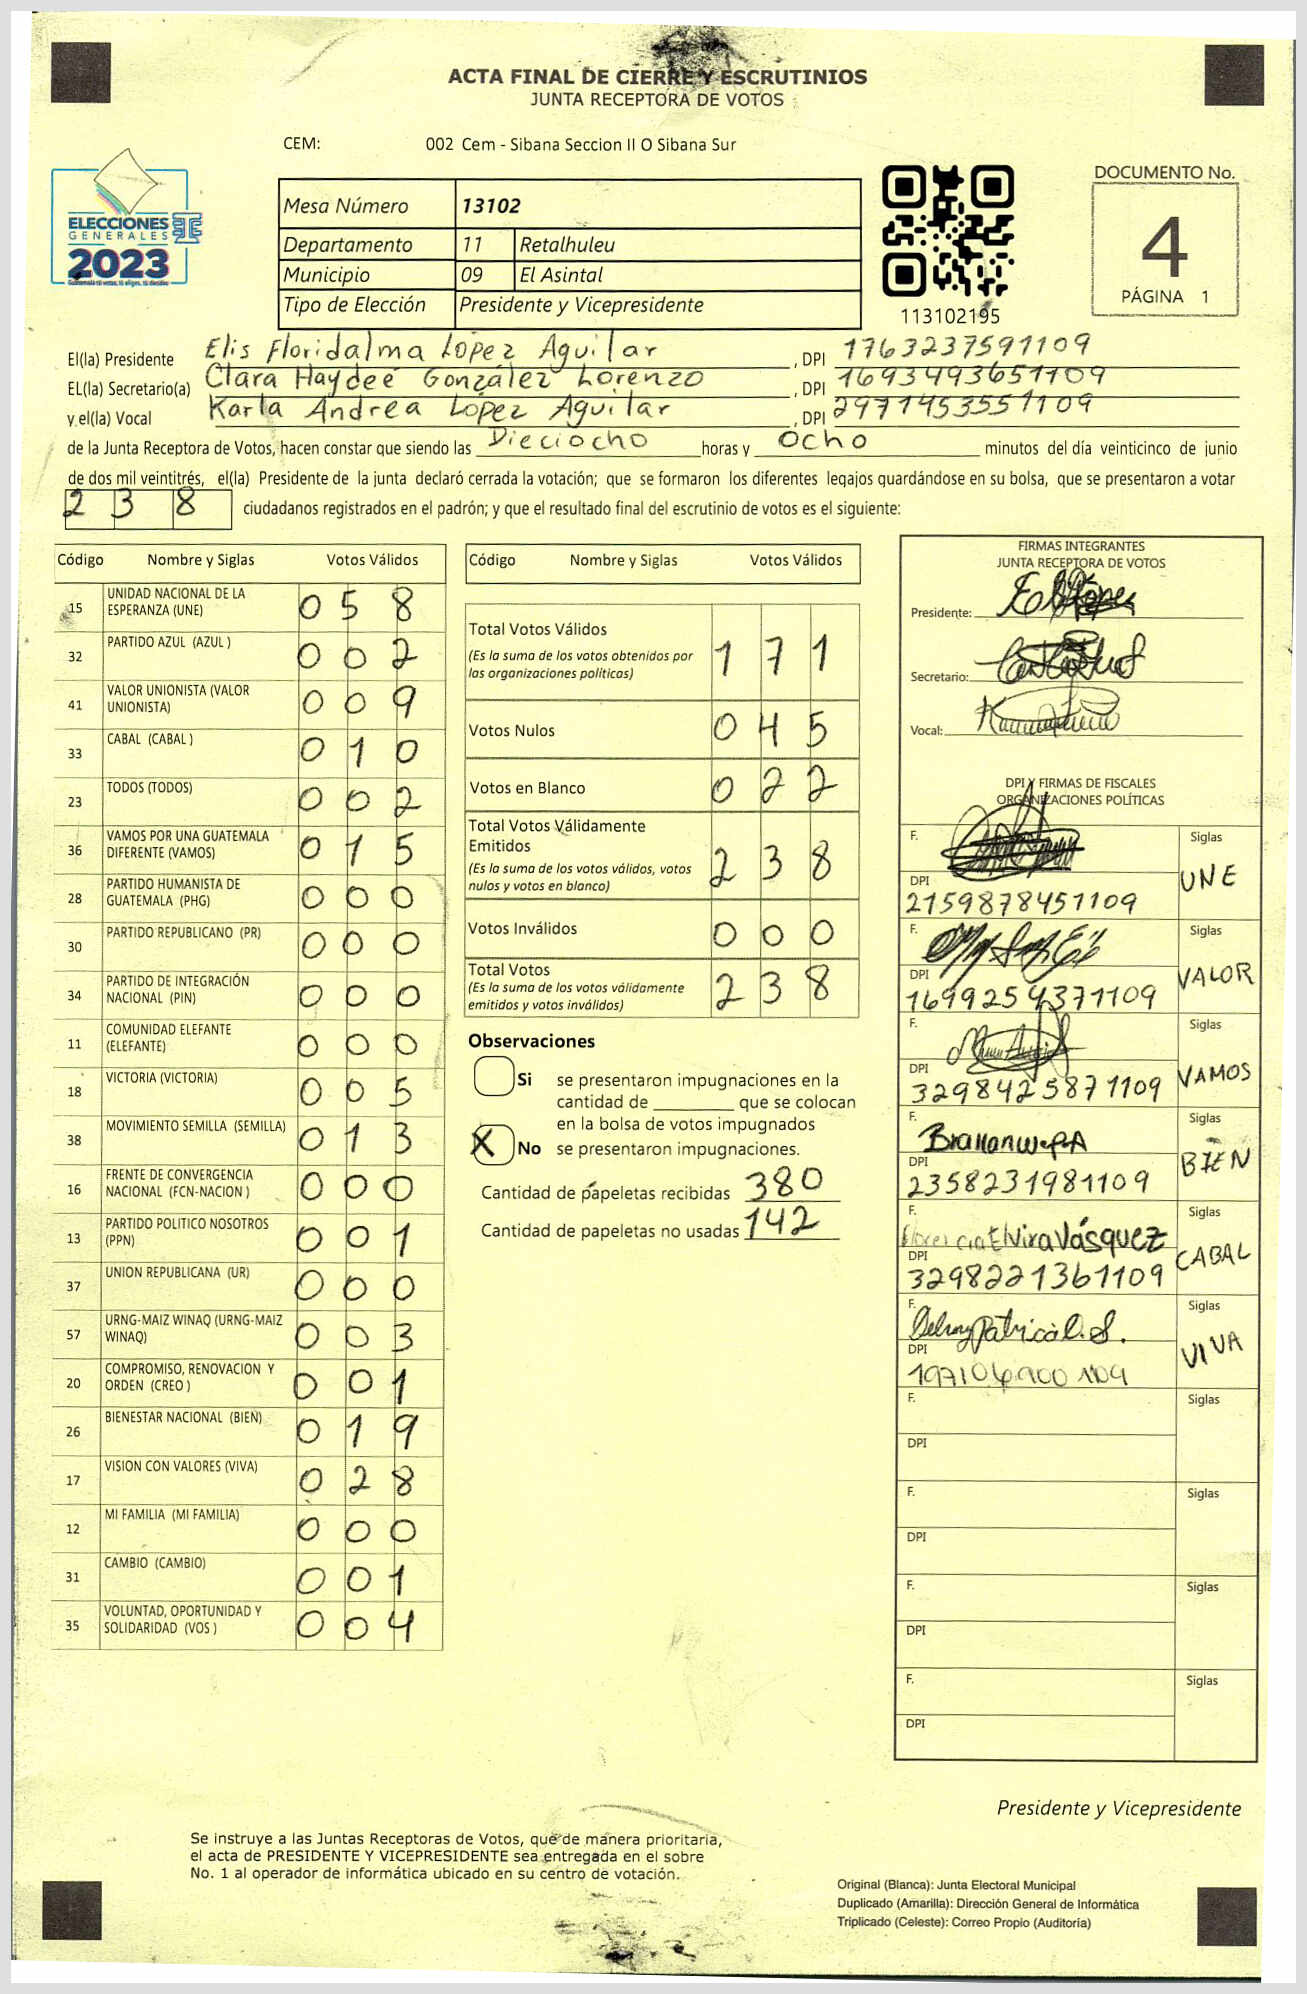 ACTA FINAL DE CIERRE Y ESCRUTINIOS
JUNTA RECEPTORA DE VOTOS
CEM: 002 Cem - Sibana Seccion II O Sibana Sur
ELECCIONES
GENERALES
2023
Mesa Número 13102
Departamento 11 Retalhuleu
Municipio 09 El Asintal
Tipo de Elección Presidente y Vicepresidente
113102195
DOCUMENTO No.
4
PÁGINA 1
El(la) Presidente Elis Floridalma López Aguilar , DPI 1763237591109
EL(la) Secretario(a) Clara Haydeé González Lorenzo , DPI 1693493651109
y el(la) Vocal Karla Andrea López Aguilar , DPI 2971453551109
de la Junta Receptora de Votos, hacen constar que siendo las Dieciocho horas y Ocho minutos del día veinticinco de junio
de dos mil veintitrés, el(la) Presidente de la junta declaró cerrada la votación; que se formaron los diferentes legajos guardándose en su bolsa, que se presentaron a votar
2 3 8 ciudadanos registrados en el padrón; y que el resultado final del escrutinio de votos es el siguiente:
Código Nombre y Siglas Votos Válidos
15 UNIDAD NACIONAL DE LA
ESPERANZA (UNE) 0 5 8
32 PARTIDO AZUL (AZUL ) 0 0 2
41 VALOR UNIONISTA (VALOR
UNIONISTA) 0 0 9
33 CABAL (CABAL ) 0 1 0
23 TODOS (TODOS) 0 0 2
36 VAMOS POR UNA GUATEMALA
DIFERENTE (VAMOS) 0 1 5
28 PARTIDO HUMANISTA DE
GUATEMALA (PHG) 0 0 0
30 PARTIDO REPUBLICANO (PR) 0 0 0
34 PARTIDO DE INTEGRACIÓN
NACIONAL (PIN) 0 0 0
11 COMUNIDAD ELEFANTE
(ELEFANTE) 0 0 0
18 VICTORIA (VICTORIA) 0 0 5
38 MOVIMIENTO SEMILLA (SEMILLA) 0 1 3
16 FRENTE DE CONVERGENCIA
NACIONAL (FCN-NACION ) 0 0 0
13 PARTIDO POLITICO NOSOTROS
(PPN) 0 0 1
37 UNION REPUBLICANA (UR) 0 0 0
57 URNG-MAIZ WINAQ (URNG-MAIZ
WINAQ) 0 0 3
20 COMPROMISO, RENOVACION Y
ORDEN (CREO ) 0 0 1
26 BIENESTAR NACIONAL (BIEN) 0 1 9
17 VISION CON VALORES (VIVA) 0 2 8
12 MI FAMILIA (MI FAMILIA) 0 0 0
31 CAMBIO (CAMBIO) 0 0 1
35 VOLUNTAD, OPORTUNIDAD Y
SOLIDARIDAD (VOS ) 0 0 4
Código Nombre y Siglas Votos Válidos
Total Votos Válidos
(Es la suma de los votos obtenidos por
las organizaciones políticas) 1 7 1
Votos Nulos 0 4 5
Votos en Blanco 0 2 2
Total Votos Válidamente
Emitidos
(Es la suma de los votos válidos, votos
nulos y votos en blanco) 2 3 8
Votos Inválidos 0 0 0
Total Votos
(Es la suma de los votos válidamente
emitidos y votos inválidos) 2 3 8
Observaciones
Si se presentaron impugnaciones en la
cantidad de ________ que se colocan
en la bolsa de votos impugnados
X No se presentaron impugnaciones.
Cantidad de papeletas recibidas 380
Cantidad de papeletas no usadas 142
FIRMAS INTEGRANTES
JUNTA RECEPTORA DE VOTOS
Presidente:
Secretario:
Vocal:
DPI Y FIRMAS DE FISCALES
ORGANIZACIONES POLÍTICAS
F. Siglas
UNE
DPI
2159878451109
F. Siglas
VALOR
DPI
1699254371109
F. Siglas
VAMOS
DPI
3298425871109
F. Siglas
BIEN
DPI
2358231981109
F. Elvira Vásquez Siglas
CABAL
DPI
3298221361109
F. Siglas
VIVA
DPI
F. Siglas
DPI
F. Siglas
DPI
F. Siglas
DPI
F. Siglas
DPI
Presidente y Vicepresidente
Se instruye a las Juntas Receptoras de Votos, que de manera prioritaria,
el acta de PRESIDENTE Y VICEPRESIDENTE sea entregada en el sobre
No. 1 al operador de informática ubicado en su centro de votación.
Original (Blanca): Junta Electoral Municipal
Duplicado (Amarilla): Dirección General de Informática
Triplicado (Celeste): Correo Propio (Auditoría)